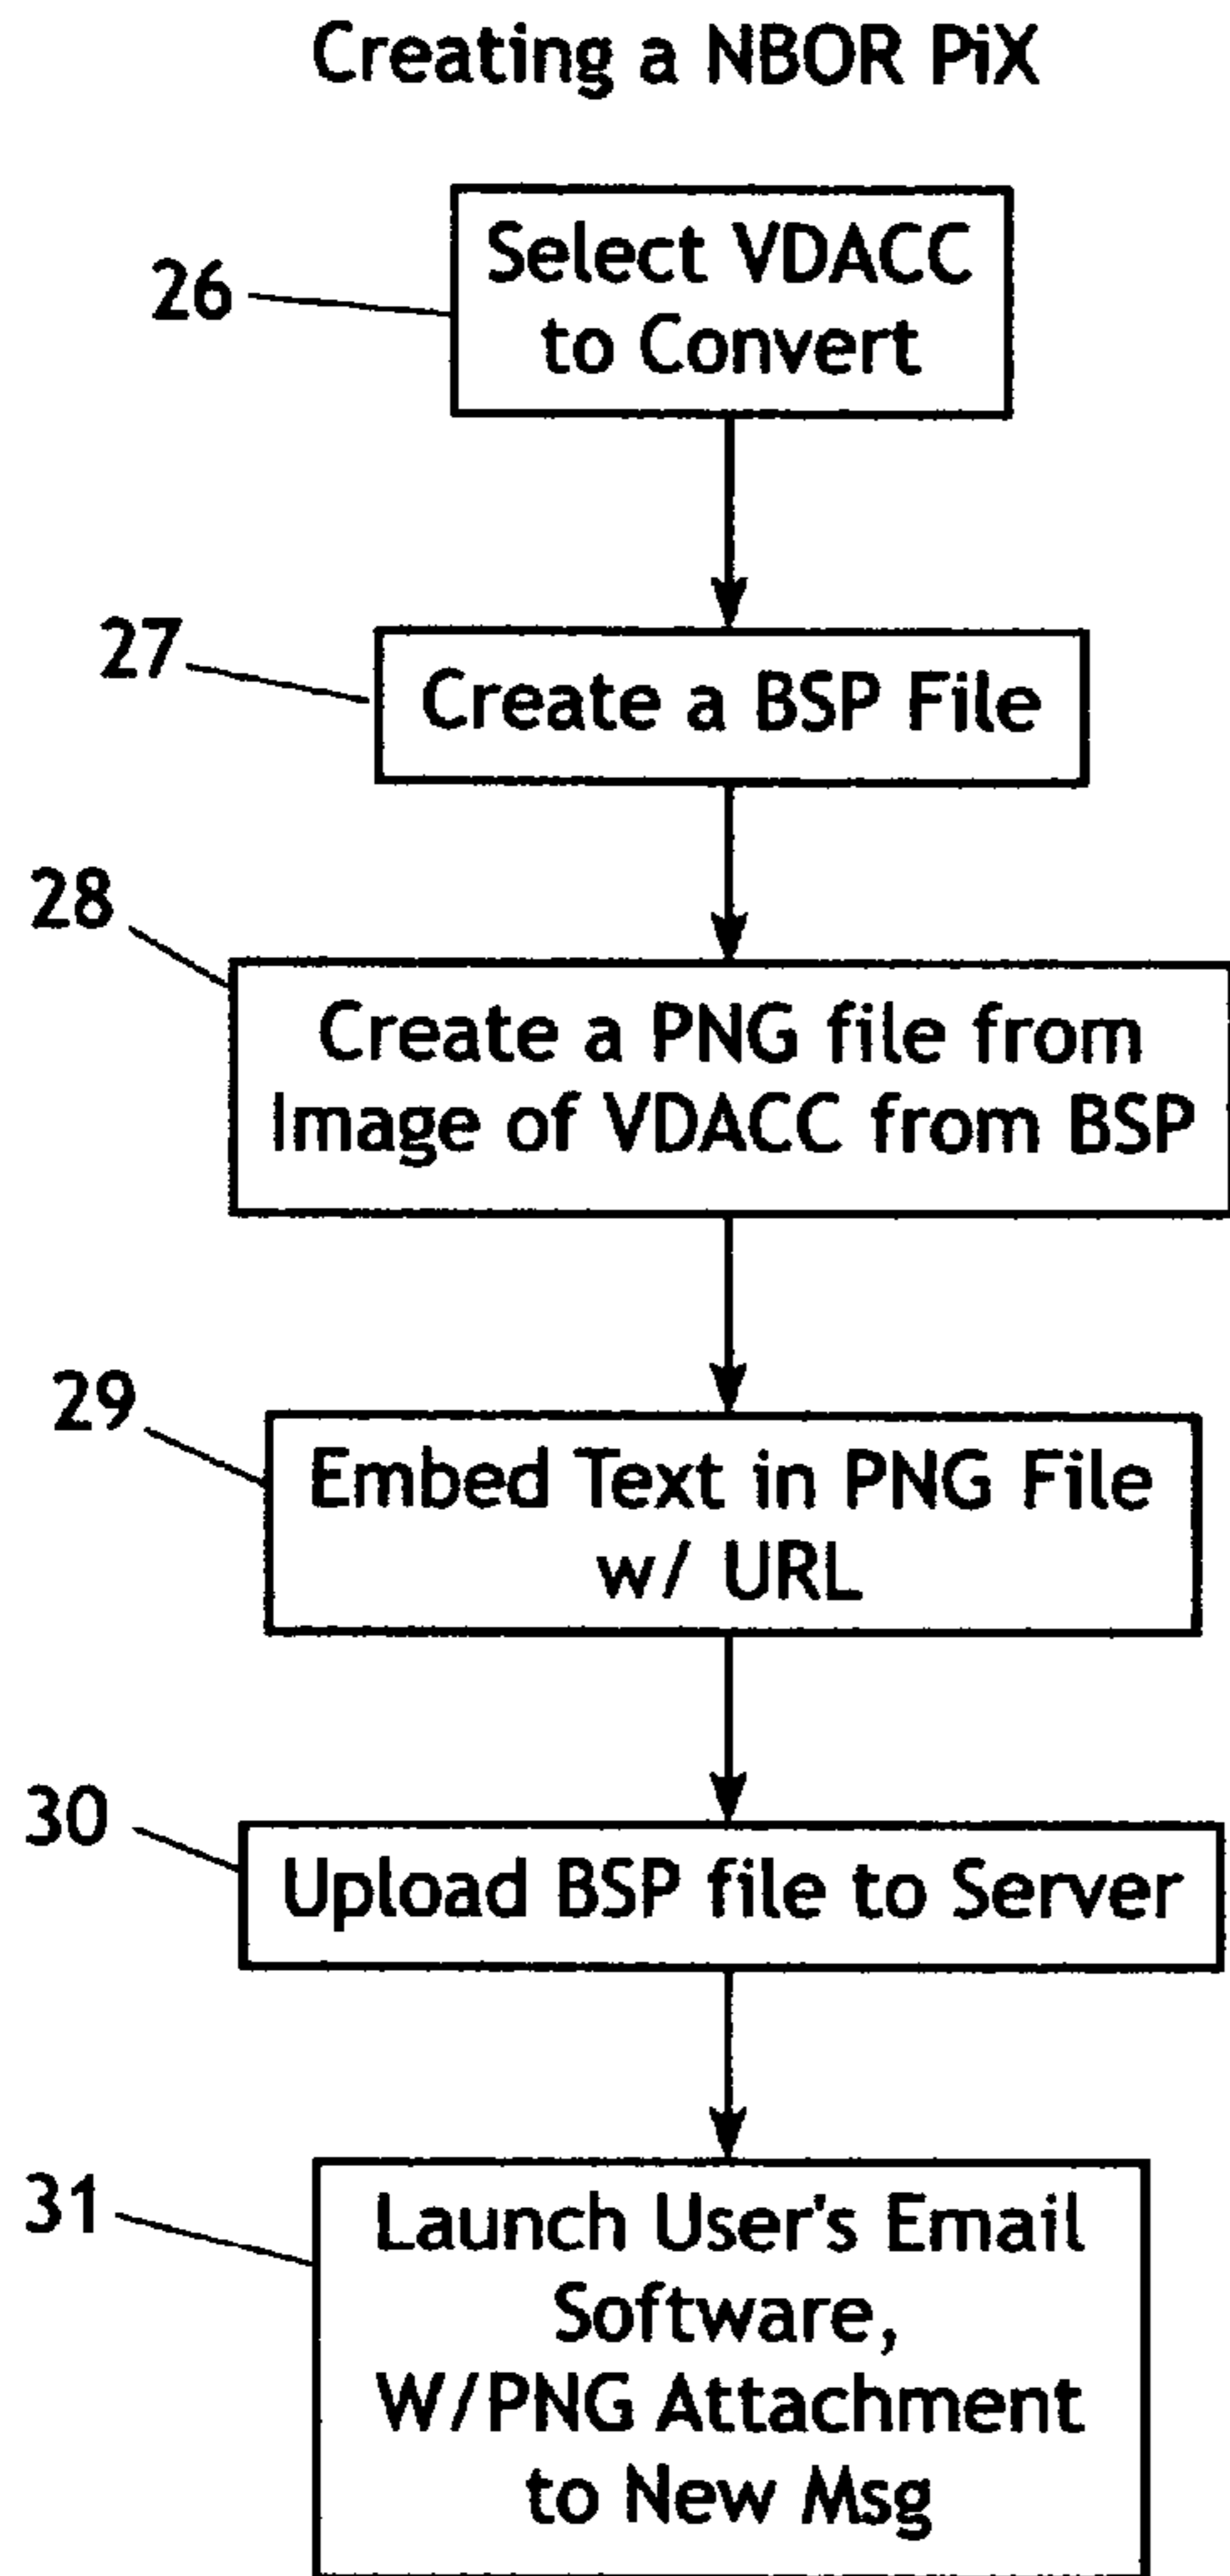 Creating a NBOR PiX
26
Select VDACC
to Convert
27
Create a BSP File
28
Create a PNG file from
Image of VDACC from BSP
29
Embed Text in PNG File
w/ URL
30
Upload BSP file to Server
31
Launch User's Email
Software,
W/PNG Attachment
to New Msg